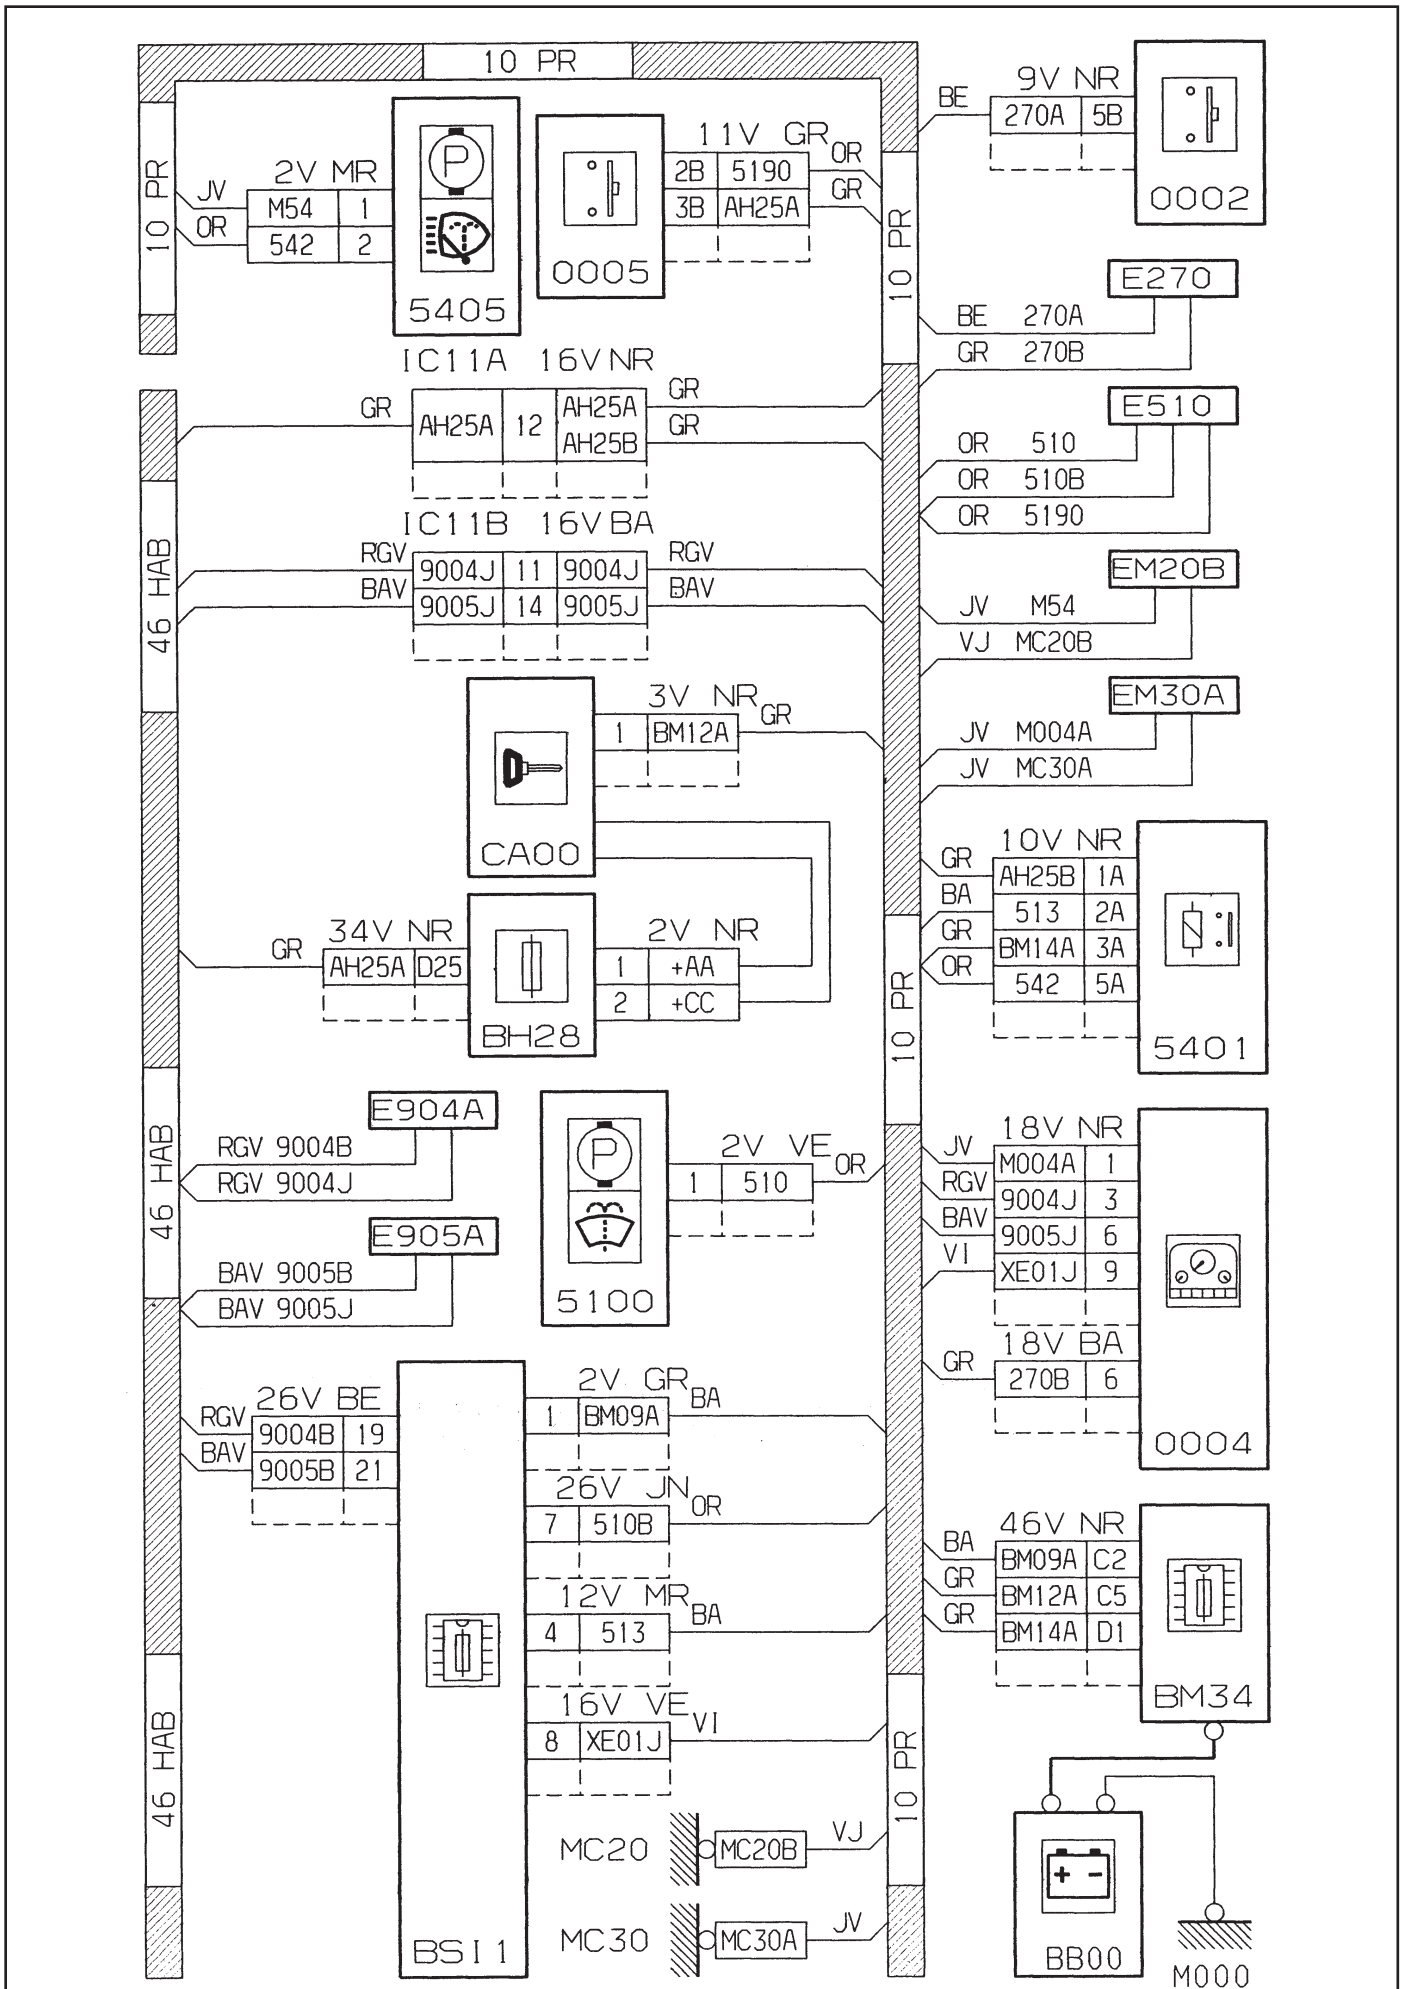 10 PR
10 PR
2V MR
JV M54 1
OR 542 2
5405
0005
11V GR
2B 5190 OR
3B AH25A GR
10 PR
9V NR
BE 270A 5B
0002
E270
BE 270A
GR 270B
IC11A 16V NR
GR AH25A 12 AH25A GR
AH25B GR
E510
OR 510
OR 510B
OR 5190
46 HAB
IC11B 16V BA
RGV 9004J 11 9004J RGV
BAV 9005J 14 9005J BAV
EM20B
JV M54
VJ MC20B
CA00
3V NR
1 BM12A GR
EM30A
JV M004A
JV MC30A
34V NR
GR AH25A D25
BH28
2V NR
1 +AA
2 +CC
10 PR
10V NR
GR AH25B 1A
BA 513 2A
GR BM14A 3A
OR 542 5A
5401
46 HAB
E904A
RGV 9004B
RGV 9004J
E905A
BAV 9005B
BAV 9005J
5100
2V VE
1 510 OR
18V NR
JV M004A 1
RGV 9004J 3
BAV 9005J 6
VI XE01J 9
18V BA
GR 270B 6
0004
26V BE
RGV 9004B 19
BAV 9005B 21
2V GR
1 BM09A BA
26V JN
7 510B OR
12V MR
4 513 BA
16V VE
8 XE01J VI
BSI1
46 HAB
10 PR
46V NR
BA BM09A C2
GR BM12A C5
GR BM14A D1
BM34
MC20 MC20B VJ
MC30 MC30A JV
+ -
BB00
M000